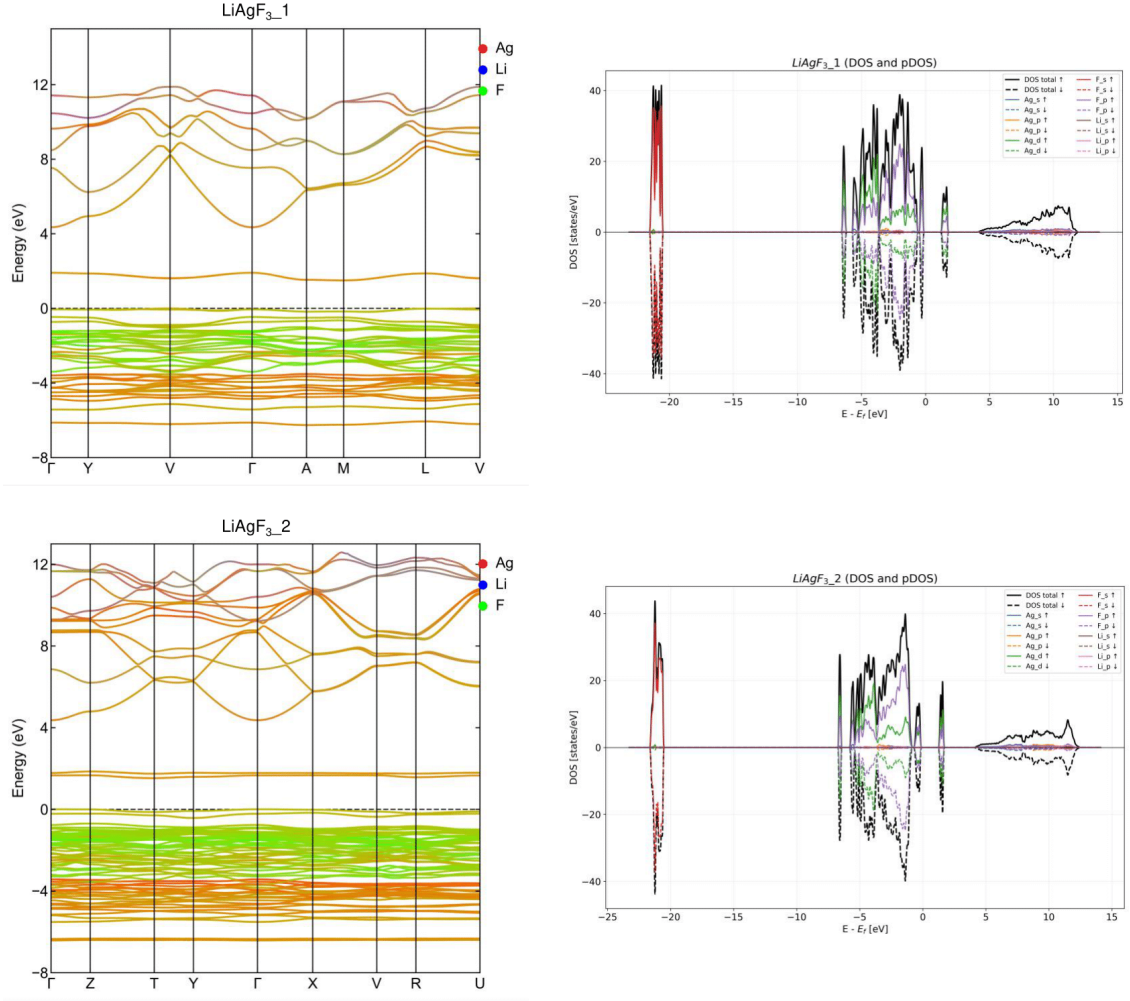 LiAgF₃_1
Ag
Li
F
12
8
4
0
−4
−8
Energy (eV)
Γ Y V Γ A M L V
LiAgF₃_1 (DOS and pDOS)
DOS total ↑
DOS total ↓
Ag_s ↑
Ag_s ↓
Ag_p ↑
Ag_p ↓
Ag_d ↑
Ag_d ↓
F_s ↑
F_s ↓
F_p ↑
F_p ↓
Li_s ↑
Li_s ↓
Li_p ↑
Li_p ↓
40
20
0
−20
−40
DOS [states/eV]
−20 −15 −10 −5 0 5 10 15
E - E_f [eV]
LiAgF₃_2
Ag
Li
F
12
8
4
0
−4
−8
Energy (eV)
Γ Z T Y Γ X V R U
LiAgF₃_2 (DOS and pDOS)
DOS total ↑
DOS total ↓
Ag_s ↑
Ag_s ↓
Ag_p ↑
Ag_p ↓
Ag_d ↑
Ag_d ↓
F_s ↑
F_s ↓
F_p ↑
F_p ↓
Li_s ↑
Li_s ↓
Li_p ↑
Li_p ↓
40
20
0
−20
−40
DOS [states/eV]
−25 −20 −15 −10 −5 0 5 10 15
E - E_f [eV]